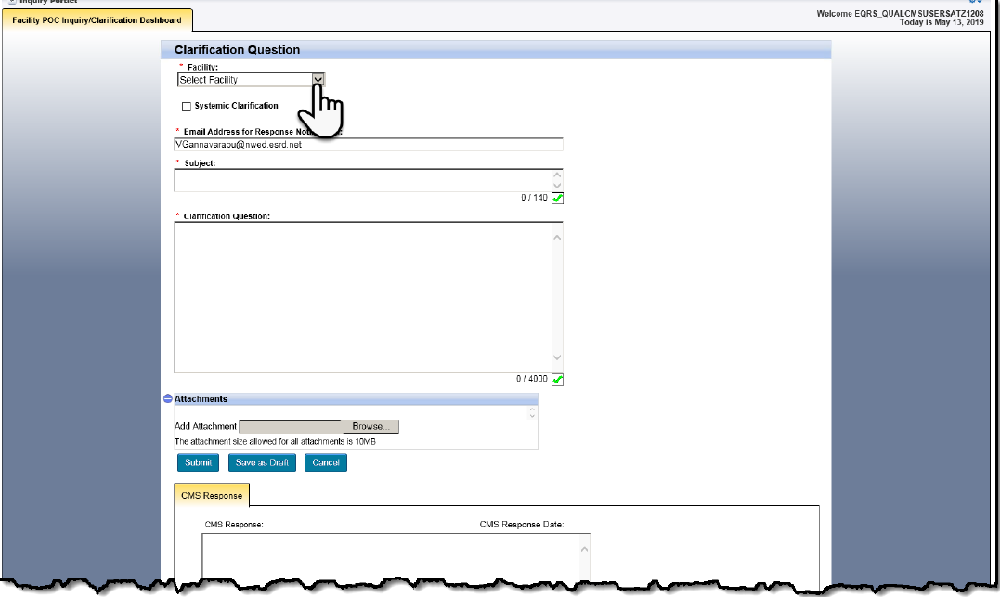 Inquiry Portlet
Facility POC Inquiry/Clarification Dashboard
Welcome EQRS_QUALCMSUSERSATZ1208
Today is May 13, 2019
Clarification Question
* Facility:
Select Facility
Systemic Clarification
* Email Address for Response Not :
VGannavarapu@nwed.esrd.net
* Subject:
0 / 140
* Clarification Question:
0 / 4000
Attachments
Add Attachment Browse...
The attachment size allowed for all attachments is 10MB
Submit Save as Draft Cancel
CMS Response
CMS Response: CMS Response Date: